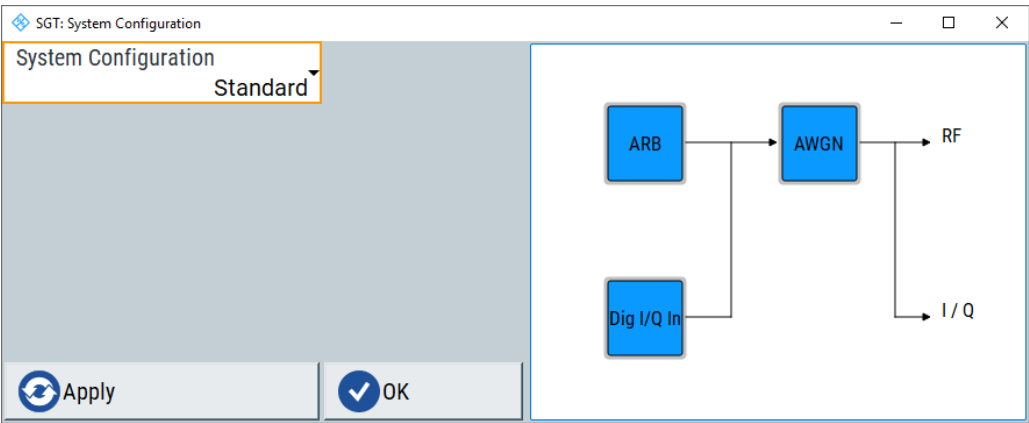 SGT: System Configuration
System Configuration
Standard
Apply
OK
ARB
AWGN
RF
Dig I/Q In
I / Q